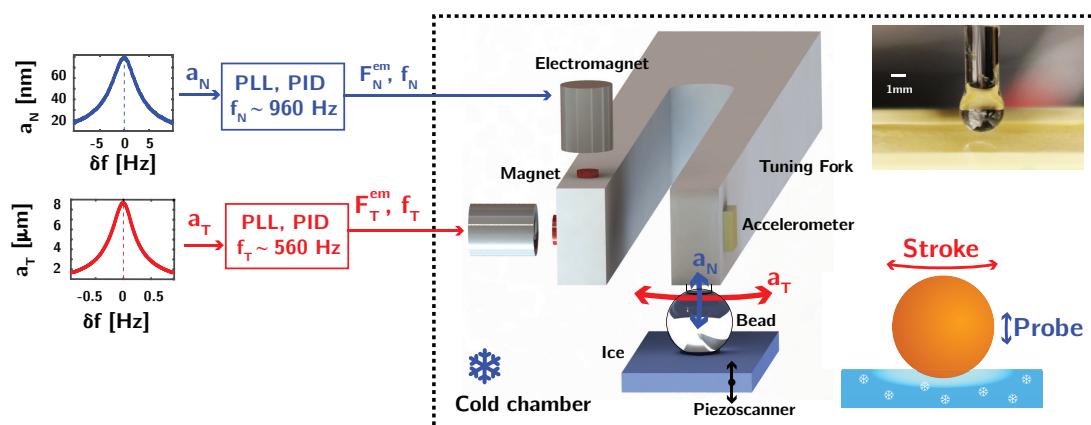 a_N [nm]
60
40
20
-5 0 5
δf [Hz]
a_N
PLL, PID
f_N ~ 960 Hz
F_N^em, f_N
a_T [μm]
8
6
4
2
-0.5 0 0.5
δf [Hz]
a_T
PLL, PID
f_T ~ 560 Hz
F_T^em, f_T
Electromagnet
Magnet
Tuning Fork
Accelerometer
a_N
a_T
Bead
Ice
Piezoscanner
Cold chamber
1mm
Stroke
Probe